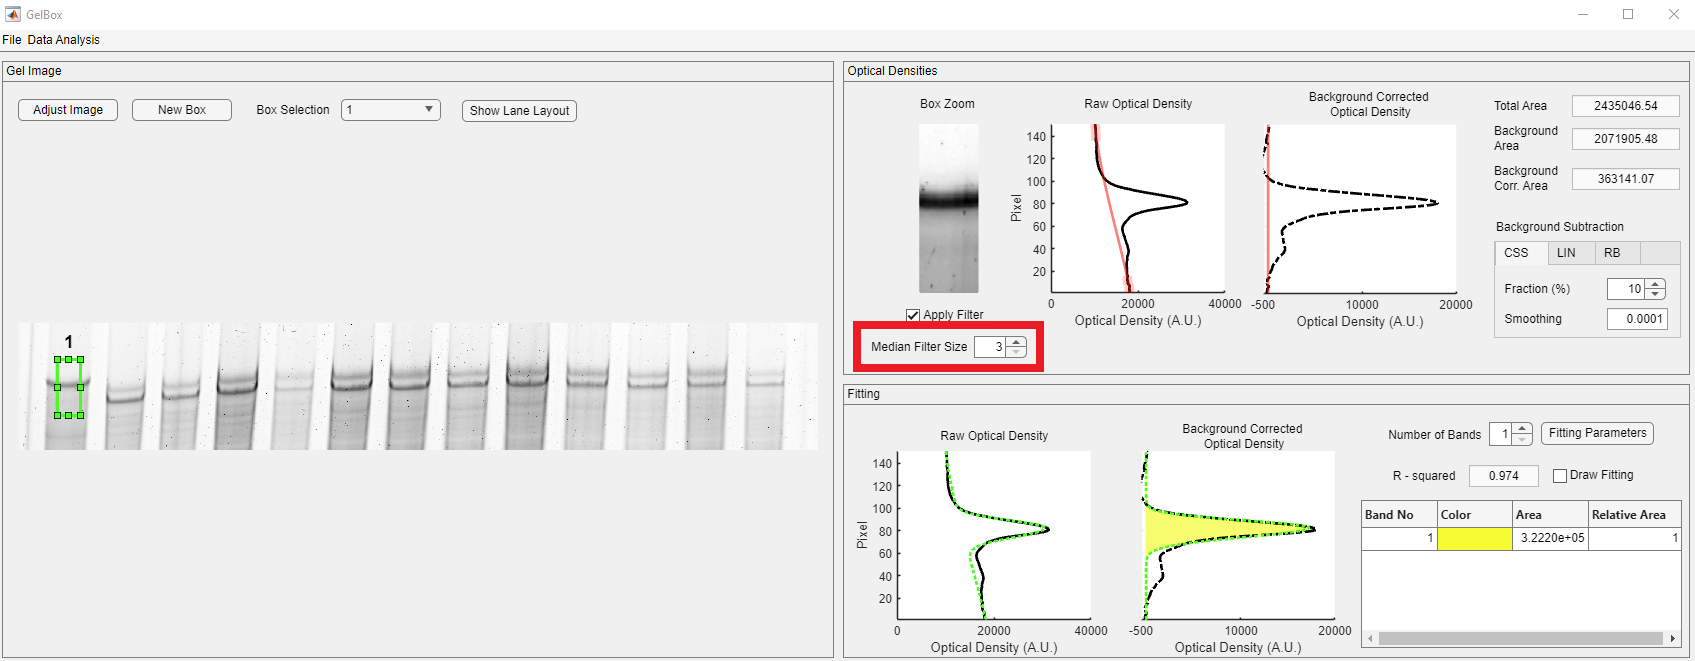 GelBox
File Data Analysis
Gel Image
Adjust Image
New Box
Box Selection
1
Show Lane Layout
1
Optical Densities
Box Zoom
Apply Filter
Median Filter Size
3
Raw Optical Density
Pixel
140
120
100
80
60
40
20
0 20000 40000
Optical Density (A.U.)
Background Corrected
Optical Density
-500 10000 20000
Optical Density (A.U.)
Total Area 2435046.54
Background
Area
2071905.48
Background
Corr. Area
363141.07
Background Subtraction
CSS LIN RB
Fraction (%) 10
Smoothing 0.0001
Fitting
Raw Optical Density
Pixel
140
120
100
80
60
40
20
0 20000 40000
Optical Density (A.U.)
Background Corrected
Optical Density
-500 10000 20000
Optical Density (A.U.)
Number of Bands 1 Fitting Parameters
R - squared 0.974 Draw Fitting
Band No Color Area Relative Area
1 3.2220e+05 1